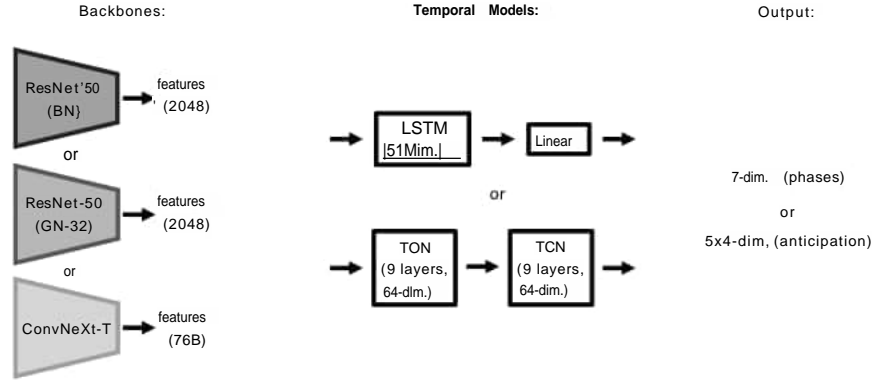 Backbones:
Temporal Models:
Output:
ResNet'50
(BN}
features
(2048)
or
ResNet-50
(GN-32)
features
(2048)
or
ConvNeXt-T
features
(76B)
LSTM
|51Mim.|
Linear
or
TON
(9 layers,
64-dlm.)
TCN
(9 layers,
64-dim.)
7-dim. (phases)
or
5x4-dim, (anticipation)